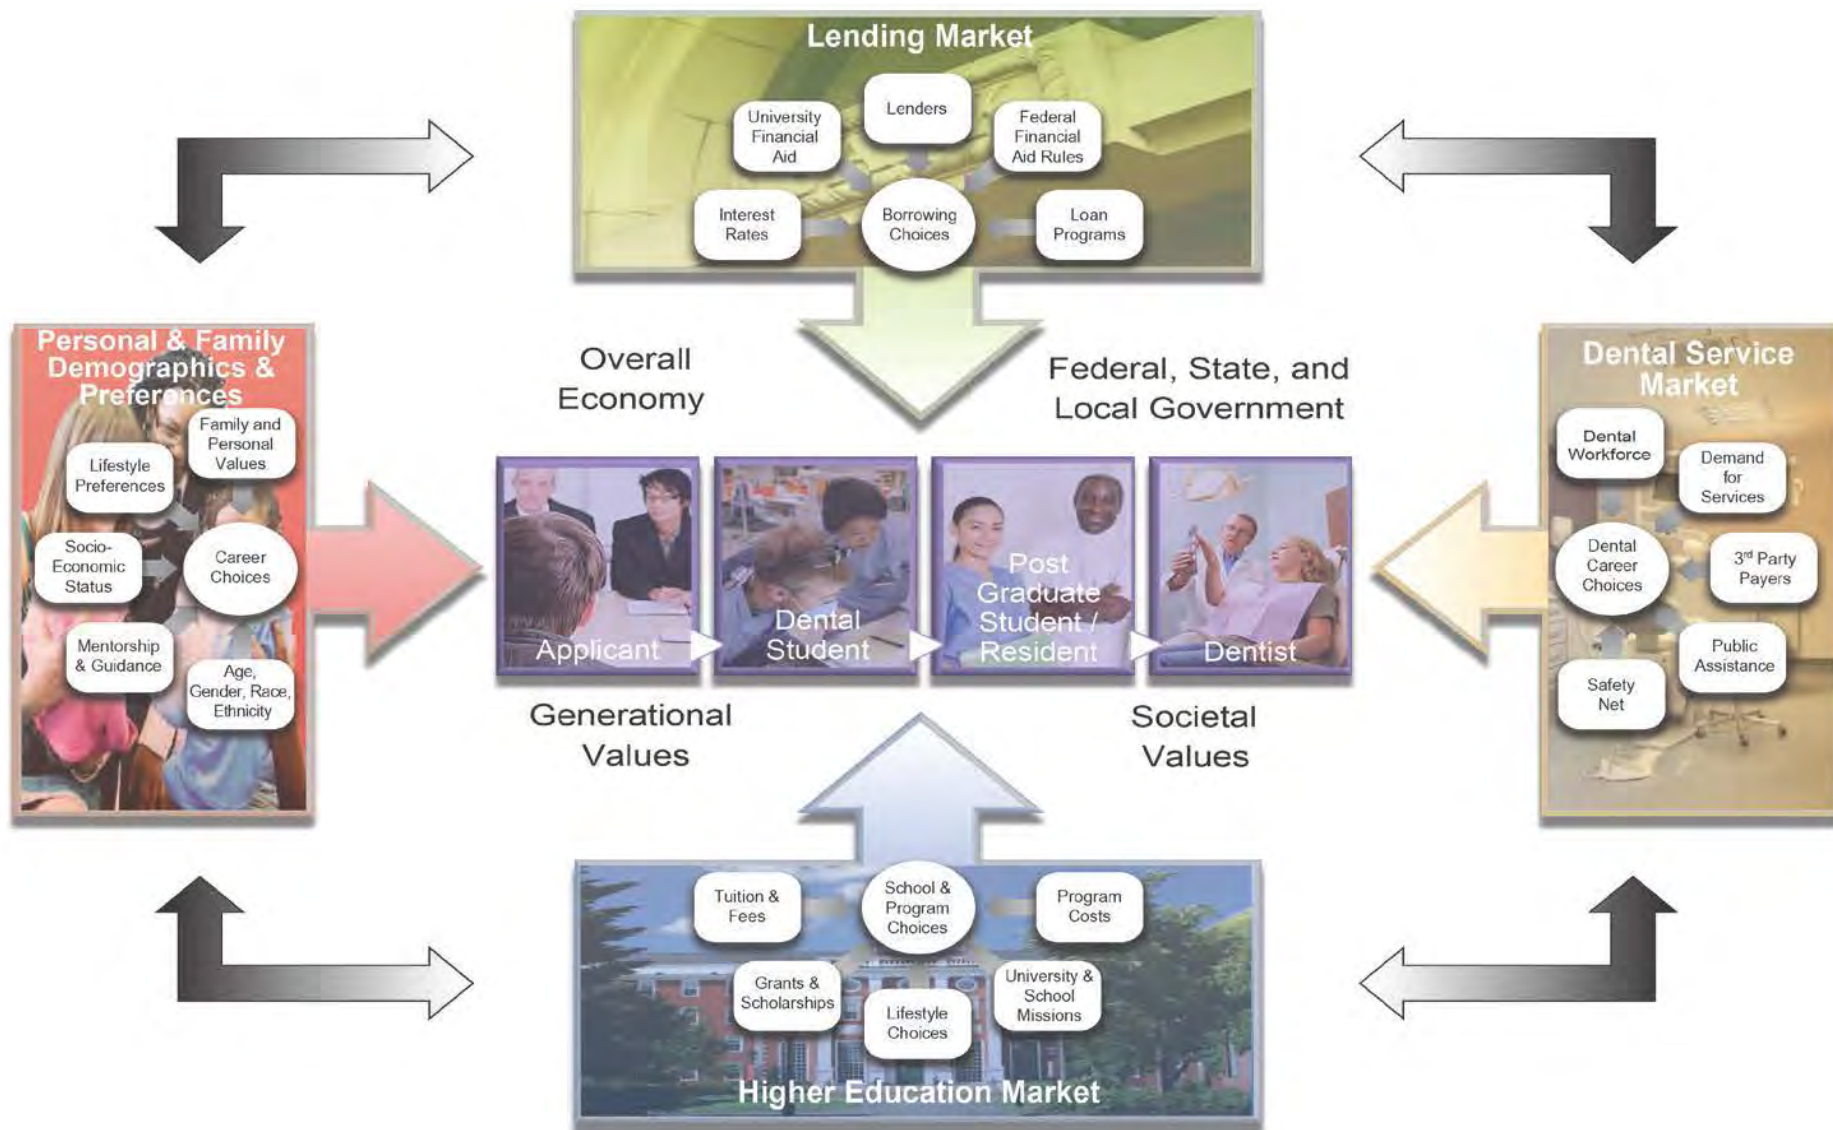 Lending Market
Lenders
University
Financial
Aid
Federal
Financial
Aid Rules
Interest
Rates
Borrowing
Choices
Loan
Programs
Personal & Family
Demographics &
Preferences
Family and
Personal
Values
Lifestyle
Preferences
Socio-
Economic
Status
Career
Choices
Mentorship
& Guidance
Age,
Gender, Race,
Ethnicity
Overall
Economy
Federal, State, and
Local Government
Applicant
Dental
Student
Post
Graduate
Student /
Resident
Dentist
Generational
Values
Societal
Values
Dental Service
Market
Dental
Workforce
Demand
for
Services
Dental
Career
Choices
3rd Party
Payers
Public
Assistance
Safety
Net
Tuition &
Fees
School &
Program
Choices
Program
Costs
Grants &
Scholarships
Lifestyle
Choices
University &
School
Missions
Higher Education Market